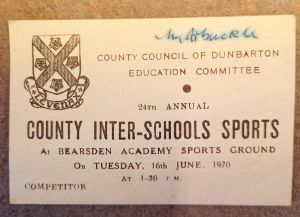 M Arbuckle
COUNTY COUNCIL OF DUNBARTON
EDUCATION COMMITTEE
LEVENAX
24TH ANNUAL
COUNTY INTER-SCHOOLS SPORTS
AT BEARSDEN ACADEMY SPORTS GROUND
ON TUESDAY, 16TH JUNE, 1970
AT 1-30 P.M.
COMPETITOR